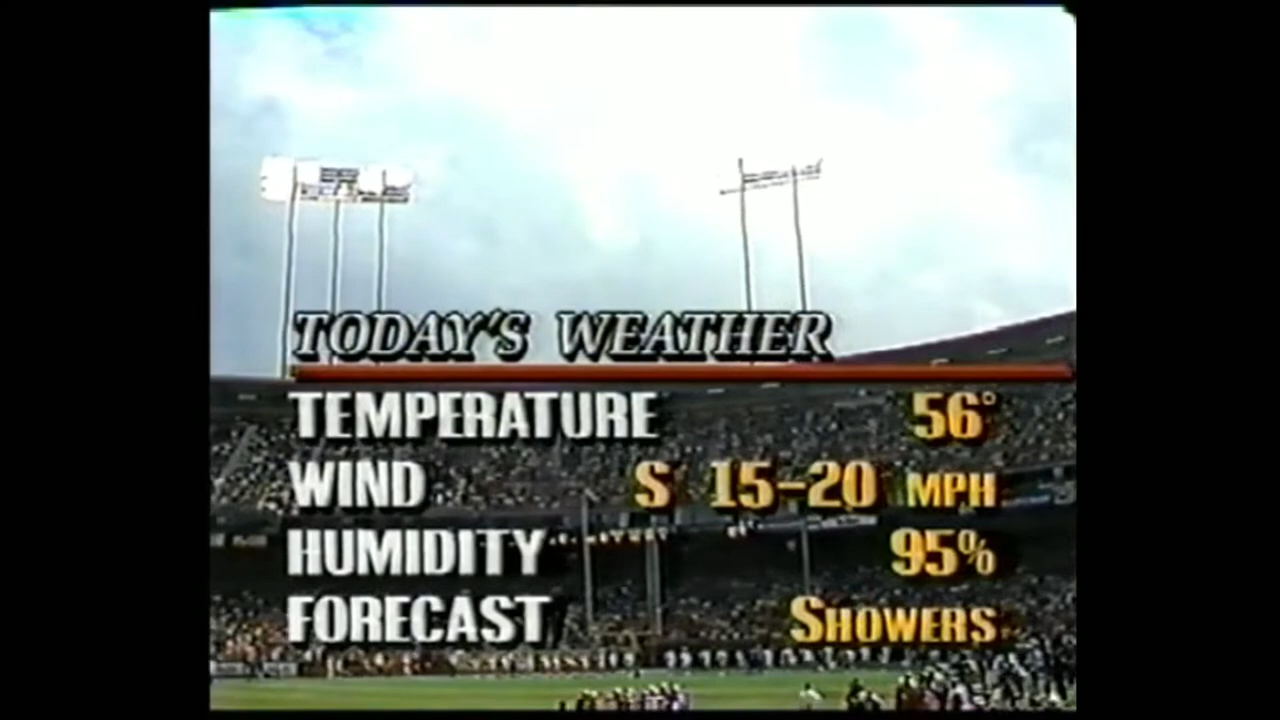 TODAY'S WEATHER
TEMPERATURE 56°
WIND S 15-20 MPH
HUMIDITY 95%
FORECAST SHOWERS